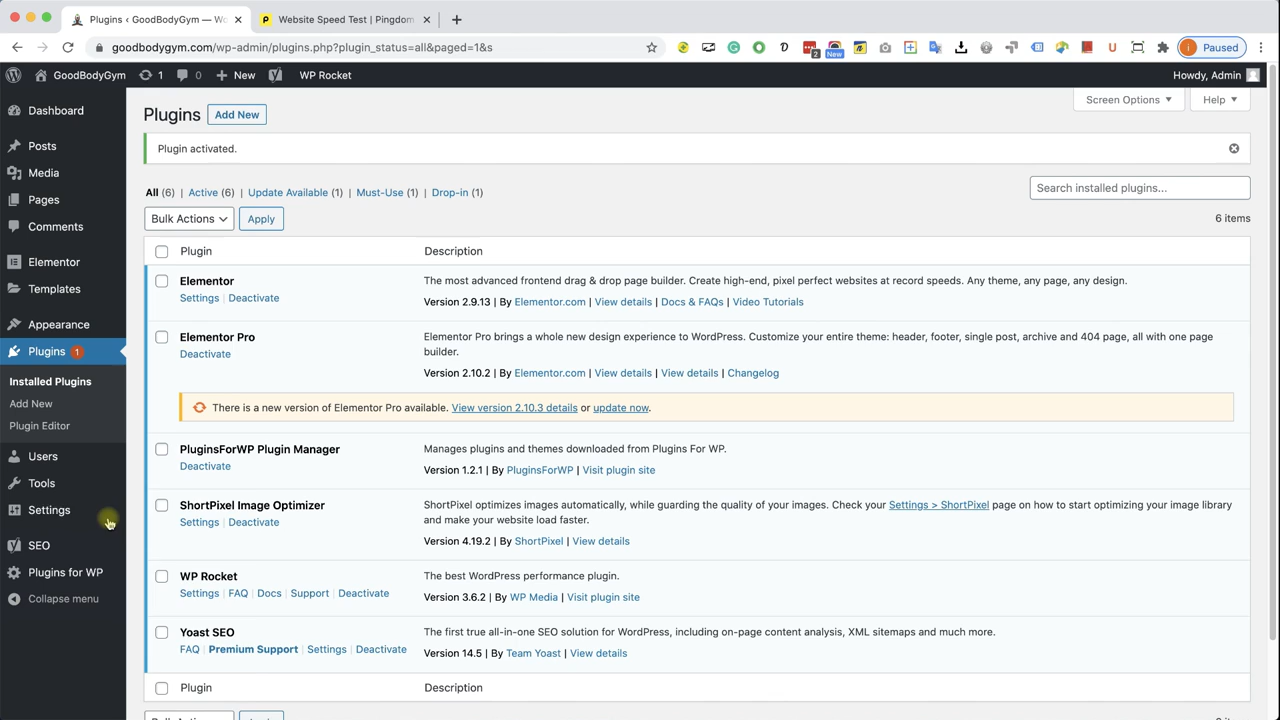 Plugins ‹ GoodBodyGym — Wo
Website Speed Test | Pingdom
goodbodygym.com/wp-admin/plugins.php?plugin_status=all&paged=1&s
2
New
Paused
GoodBodyGym
1
0
New
WP Rocket
Howdy, Admin
Dashboard
Posts
Media
Pages
Comments
Elementor
Templates
Appearance
Plugins 1
Installed Plugins
Add New
Plugin Editor
Users
Tools
Settings
SEO
Plugins for WP
Collapse menu
Screen Options
Help
Plugins
Add New
Plugin activated.
All (6) | Active (6) | Update Available (1) | Must-Use (1) | Drop-in (1)
Search installed plugins...
Bulk Actions
Apply
6 items
Plugin
Description
Elementor
Settings | Deactivate
The most advanced frontend drag & drop page builder. Create high-end, pixel perfect websites at record speeds. Any theme, any page, any design.
Version 2.9.13 | By Elementor.com | View details | Docs & FAQs | Video Tutorials
Elementor Pro
Deactivate
Elementor Pro brings a whole new design experience to WordPress. Customize your entire theme: header, footer, single post, archive and 404 page, all with one page
builder.
Version 2.10.2 | By Elementor.com | View details | View details | Changelog
There is a new version of Elementor Pro available. View version 2.10.3 details or update now.
PluginsForWP Plugin Manager
Deactivate
Manages plugins and themes downloaded from Plugins For WP.
Version 1.2.1 | By PluginsForWP | Visit plugin site
ShortPixel Image Optimizer
Settings | Deactivate
ShortPixel optimizes images automatically, while guarding the quality of your images. Check your Settings > ShortPixel page on how to start optimizing your image library
and make your website load faster.
Version 4.19.2 | By ShortPixel | View details
WP Rocket
Settings | FAQ | Docs | Support | Deactivate
The best WordPress performance plugin.
Version 3.6.2 | By WP Media | Visit plugin site
Yoast SEO
FAQ | Premium Support | Settings | Deactivate
The first true all-in-one SEO solution for WordPress, including on-page content analysis, XML sitemaps and much more.
Version 14.5 | By Team Yoast | View details
Plugin
Description